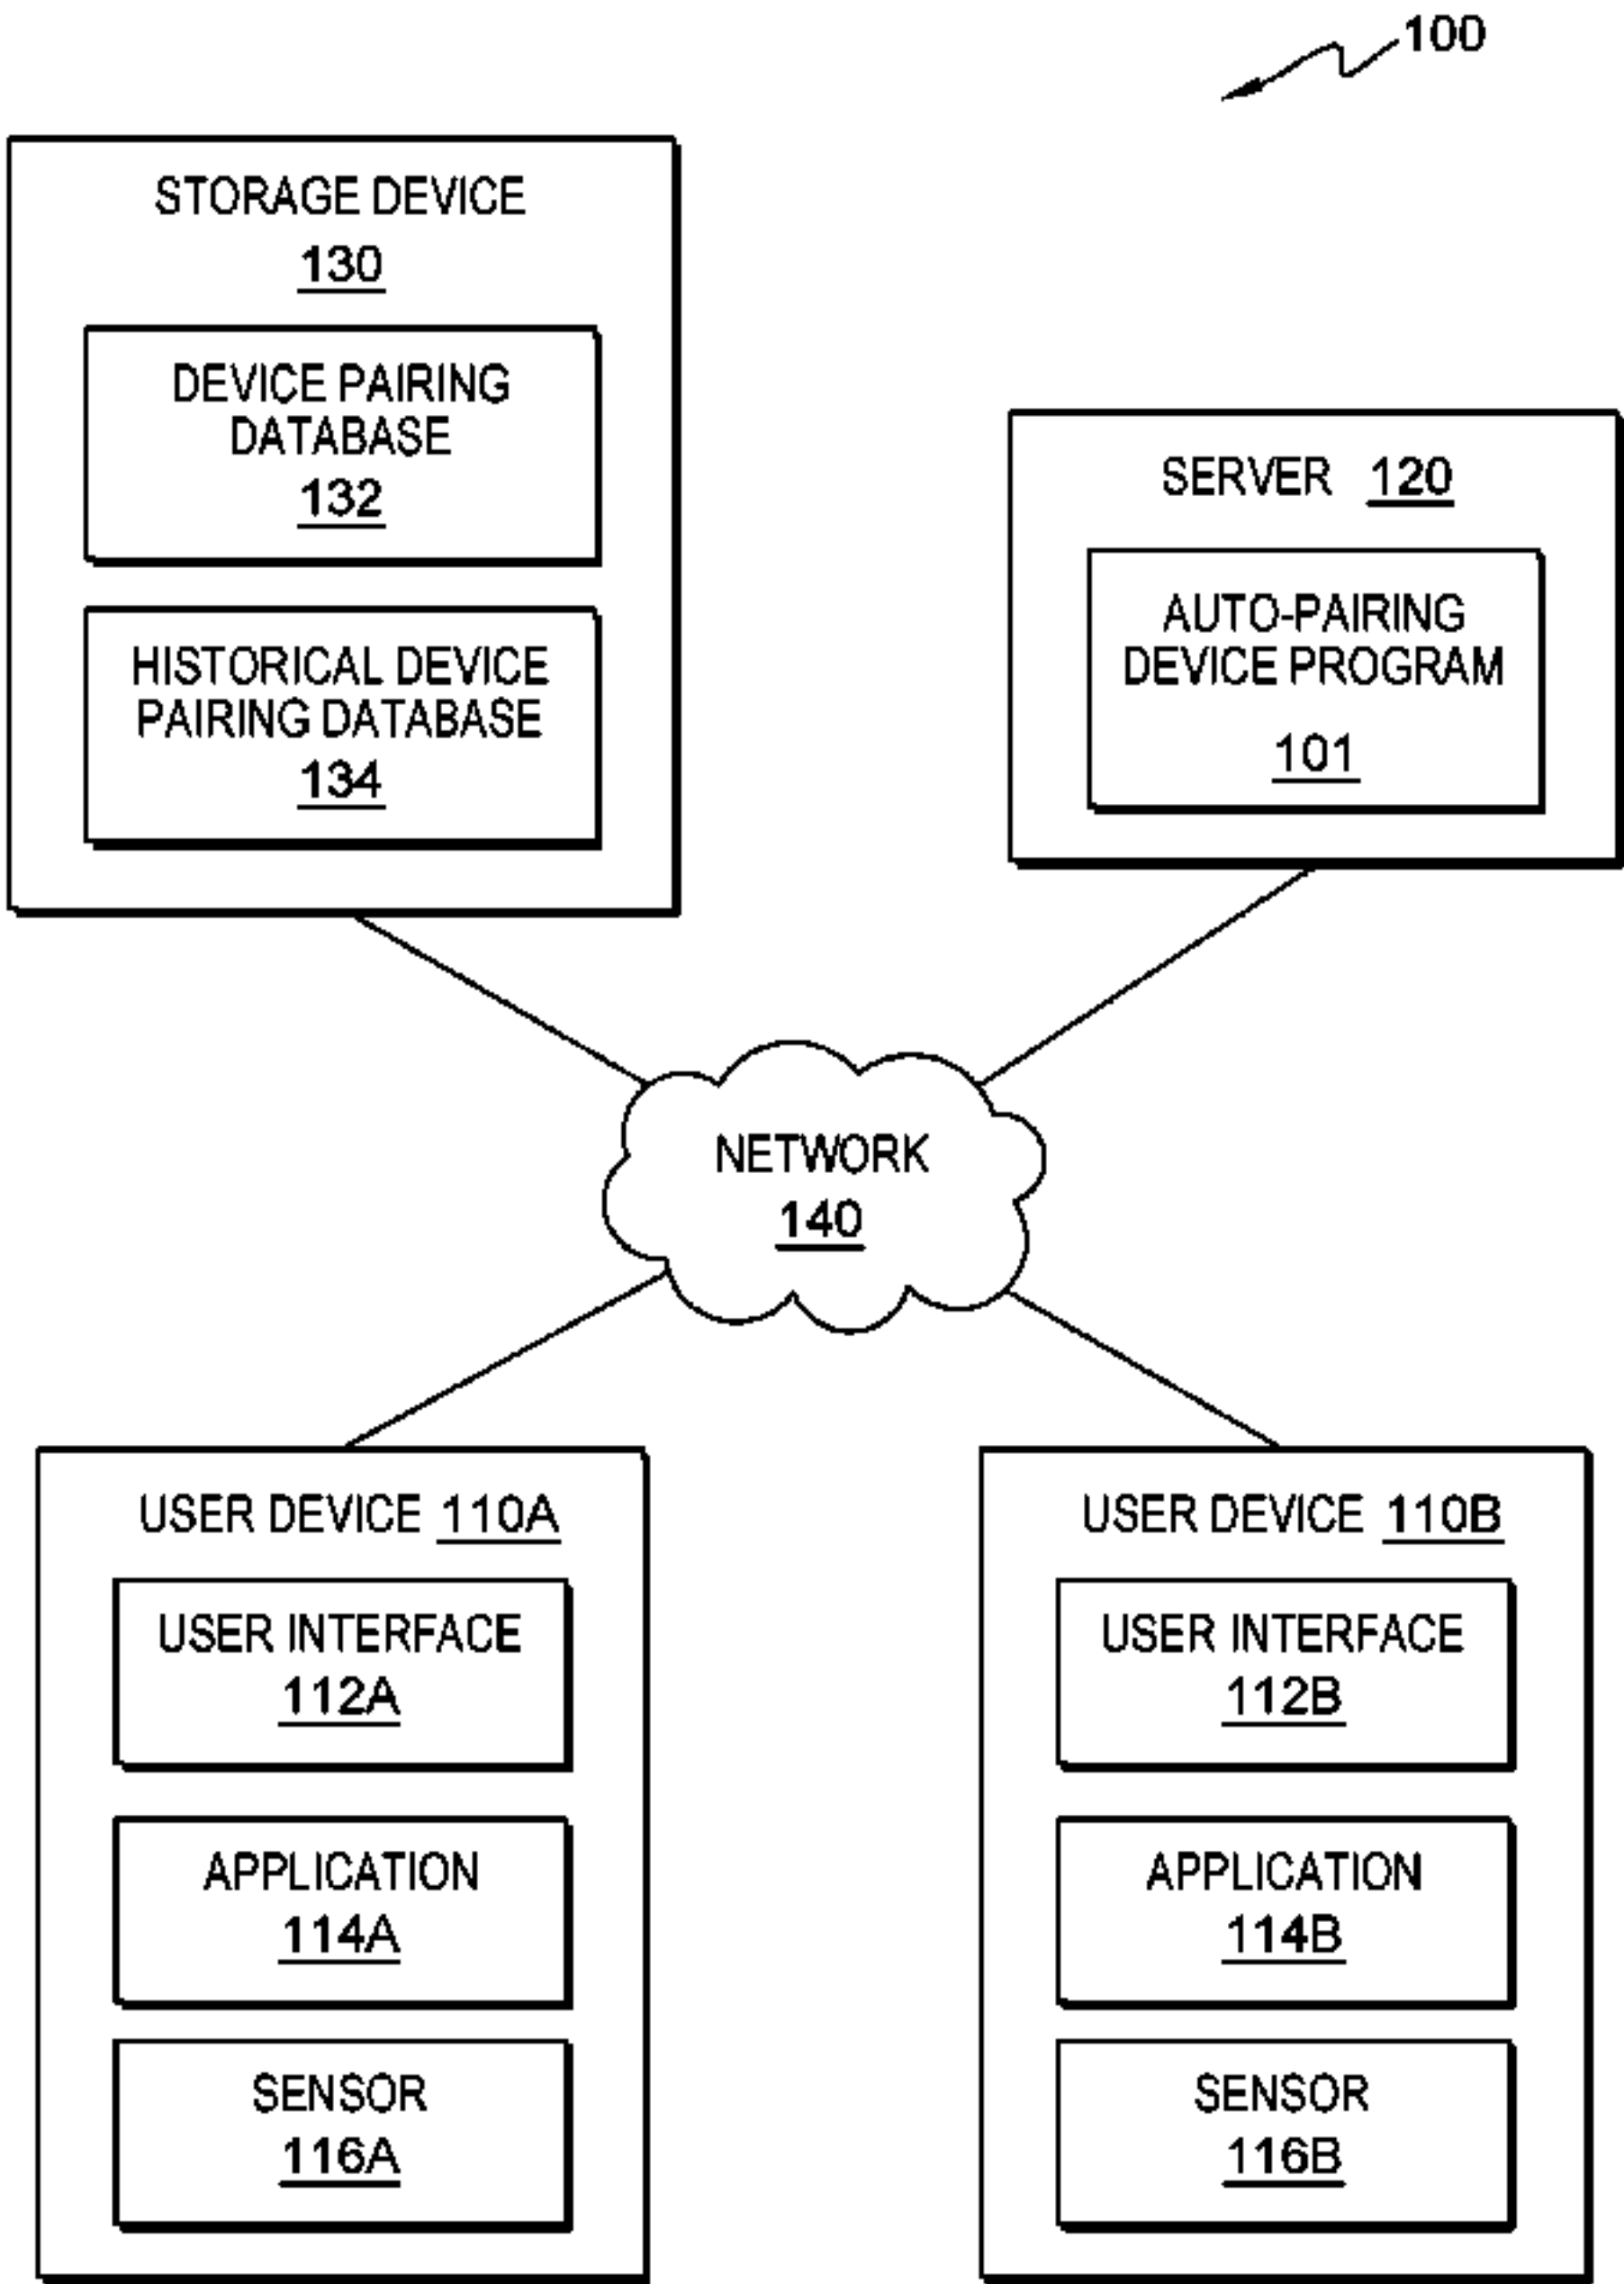 100
STORAGE DEVICE
130
DEVICE PAIRING
DATABASE
132
HISTORICAL DEVICE
PAIRING DATABASE
134
SERVER 120
AUTO-PAIRING
DEVICE PROGRAM
101
NETWORK
140
USER DEVICE 110A
USER INTERFACE
112A
APPLICATION
114A
SENSOR
116A
USER DEVICE 110B
USER INTERFACE
112B
APPLICATION
114B
SENSOR
116B